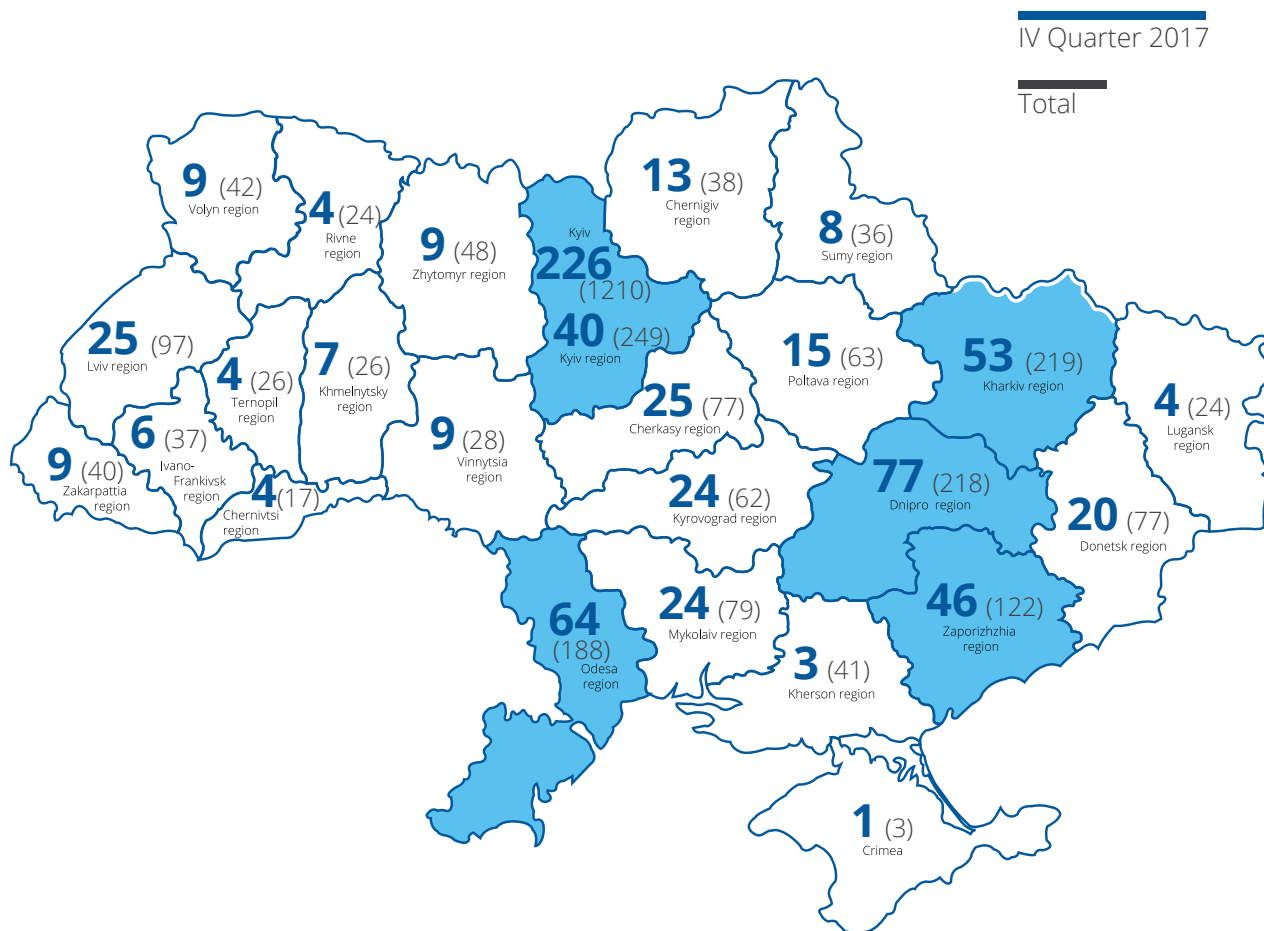 IV Quarter 2017
Total
9 (42)
Volyn region
4 (24)
Rivne
region
9 (48)
Zhytomyr region
Kyiv
226
(1210)
40 (249)
Kyiv region
13 (38)
Chernigiv
region
8 (36)
Sumy region
25 (97)
Lviv region
4 (26)
Ternopil
region
7 (26)
Khmelnytsky
region
15 (63)
Poltava region
53 (219)
Kharkiv region
4 (24)
Lugansk
region
9 (40)
Zakarpattia
region
6 (37)
Ivano-
Frankivsk
region
4 (17)
Chernivtsi
region
9 (28)
Vinnytsia
region
25 (77)
Cherkasy region
24 (62)
Kyrovograd region
77 (218)
Dnipro region
20 (77)
Donetsk region
64
(188)
Odesa
region
24 (79)
Mykolaiv region
3 (41)
Kherson region
46 (122)
Zaporizhzhia
region
1 (3)
Crimea